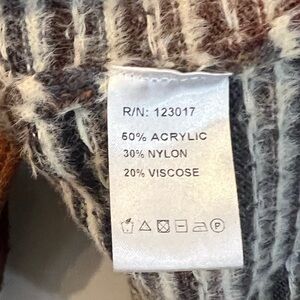 R/N: 123017
50% ACRYLIC
30% NYLON
20% VISCOSE